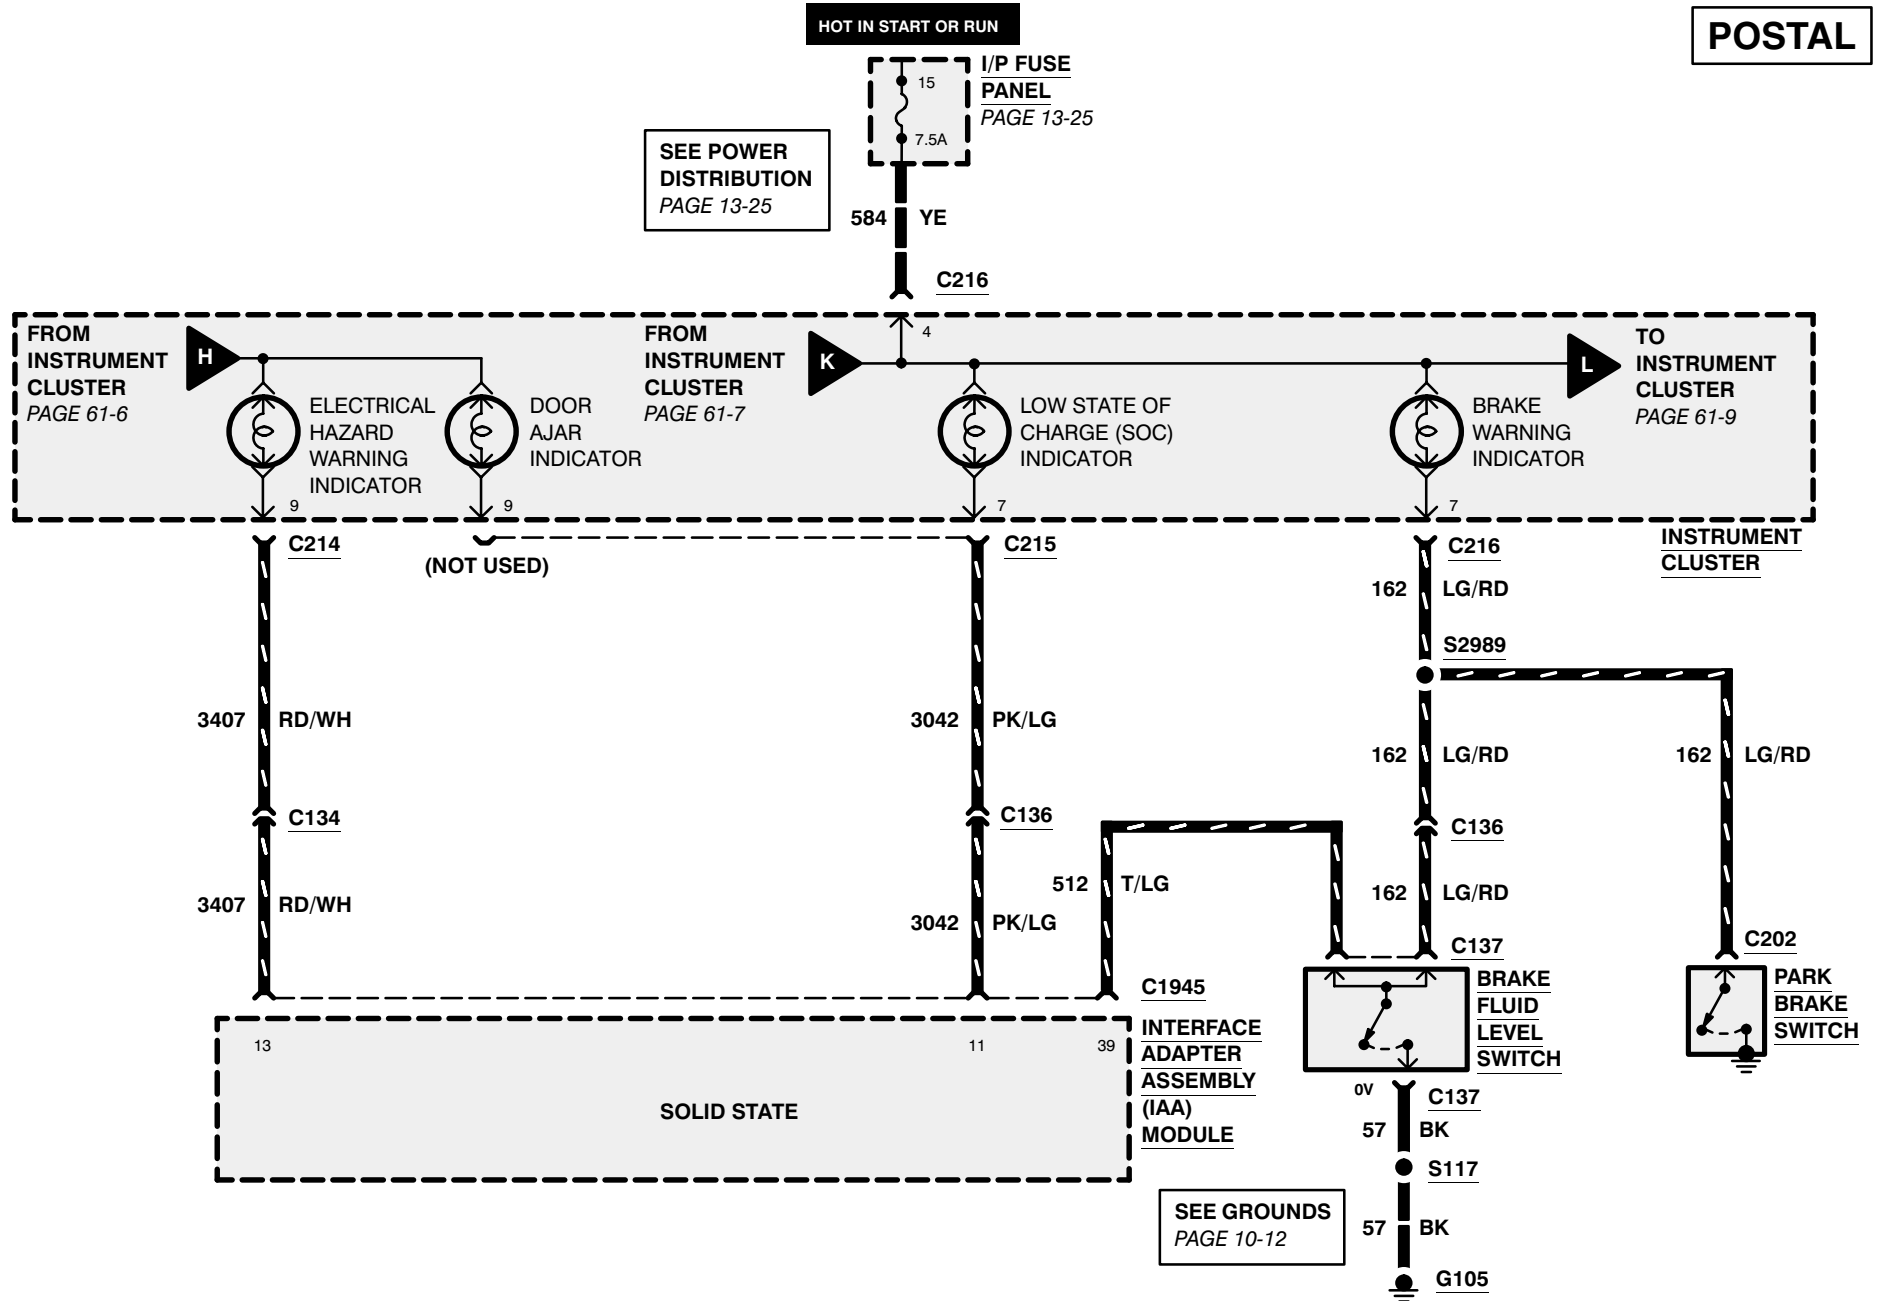 HOT IN START OR RUN
POSTAL
I/P FUSE
PANEL
PAGE 13-25
15
7.5A
SEE POWER
DISTRIBUTION
PAGE 13-25
584 YE
C216
4
FROM
INSTRUMENT
CLUSTER
PAGE 61-6
H
FROM
INSTRUMENT
CLUSTER
PAGE 61-7
K
L
TO
INSTRUMENT
CLUSTER
PAGE 61-9
ELECTRICAL
HAZARD
WARNING
INDICATOR
DOOR
AJAR
INDICATOR
LOW STATE OF
CHARGE (SOC)
INDICATOR
BRAKE
WARNING
INDICATOR
9
9
7
7
C214
(NOT USED)
C215
C216
INSTRUMENT
CLUSTER
162 LG/RD
S2989
3407 RD/WH
3042 PK/LG
162 LG/RD
162 LG/RD
C134
C136
C136
3407 RD/WH
3042 PK/LG
512 T/LG
162 LG/RD
C137
C202
C1945
BRAKE
FLUID
LEVEL
SWITCH
PARK
BRAKE
SWITCH
13
11
39
INTERFACE
ADAPTER
ASSEMBLY
(IAA)
MODULE
SOLID STATE
0V
C137
57 BK
S117
SEE GROUNDS
PAGE 10-12
57 BK
G105